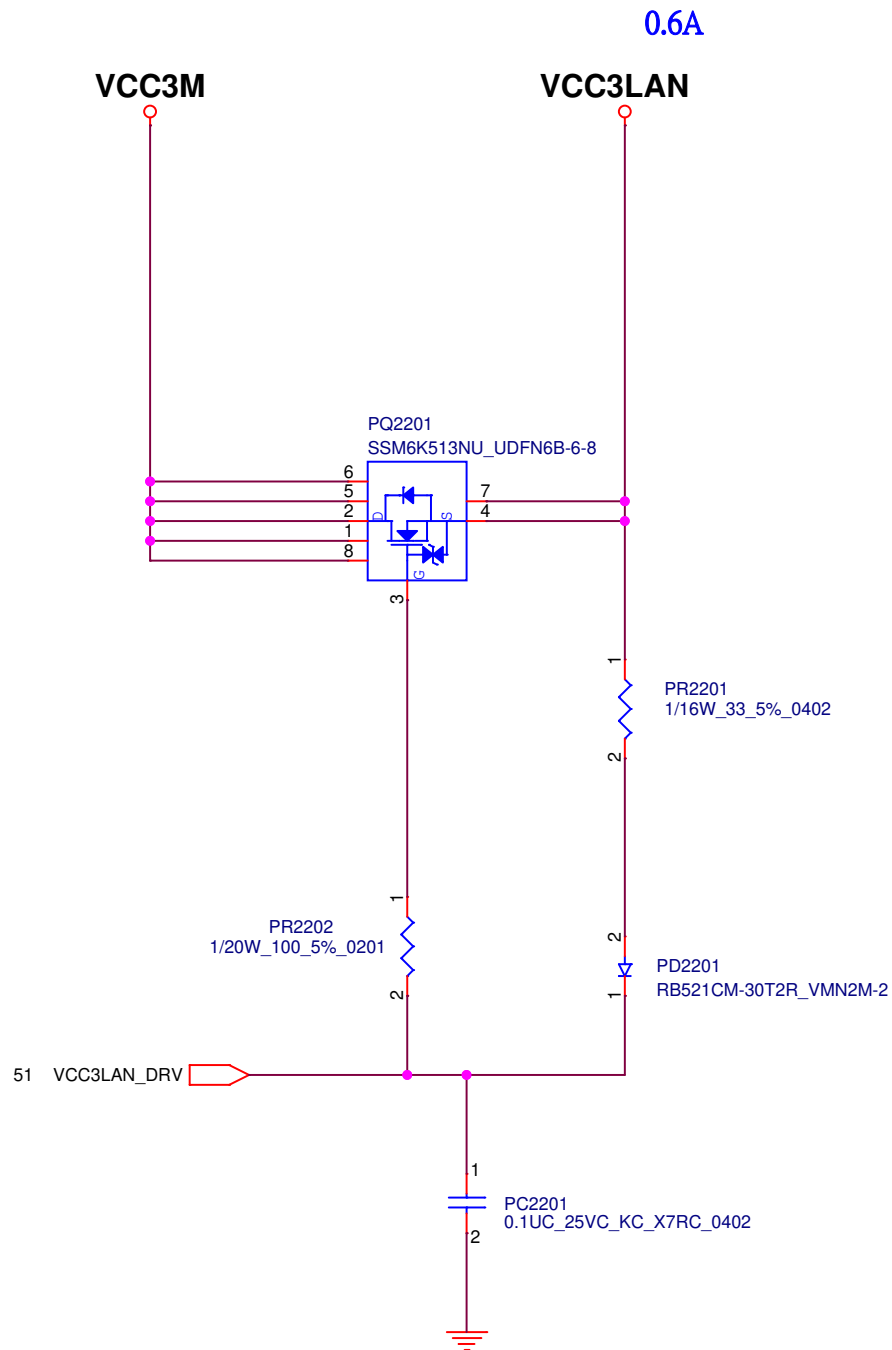 0.6A
VCC3M
VCC3LAN
PQ2201
SSM6K513NU_UDFN6B-6-8
6
5
2
1
8
D
S
G
7
4
3
1
PR2201
1/16W_33_5%_0402
2
1
PR2202
1/20W_100_5%_0201
2
2
PD2201
RB521CM-30T2R_VMN2M-2
1
51 VCC3LAN_DRV
1
PC2201
0.1UC_25VC_KC_X7RC_0402
2